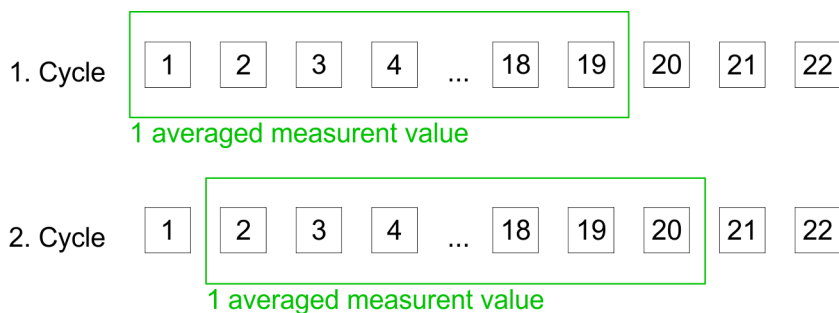 1. Cycle 1 2 3 4 ... 18 19 20 21 22
1 averaged measurent value
2. Cycle 1 2 3 4 ... 18 19 20 21 22
1 averaged measurent value